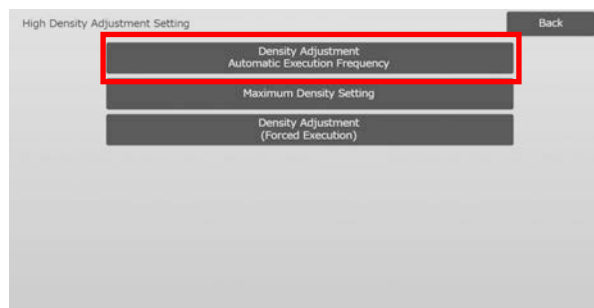 High Density Adjustment Setting
Back
Density Adjustment
Automatic Execution Frequency
Maximum Density Setting
Density Adjustment
(Forced Execution)